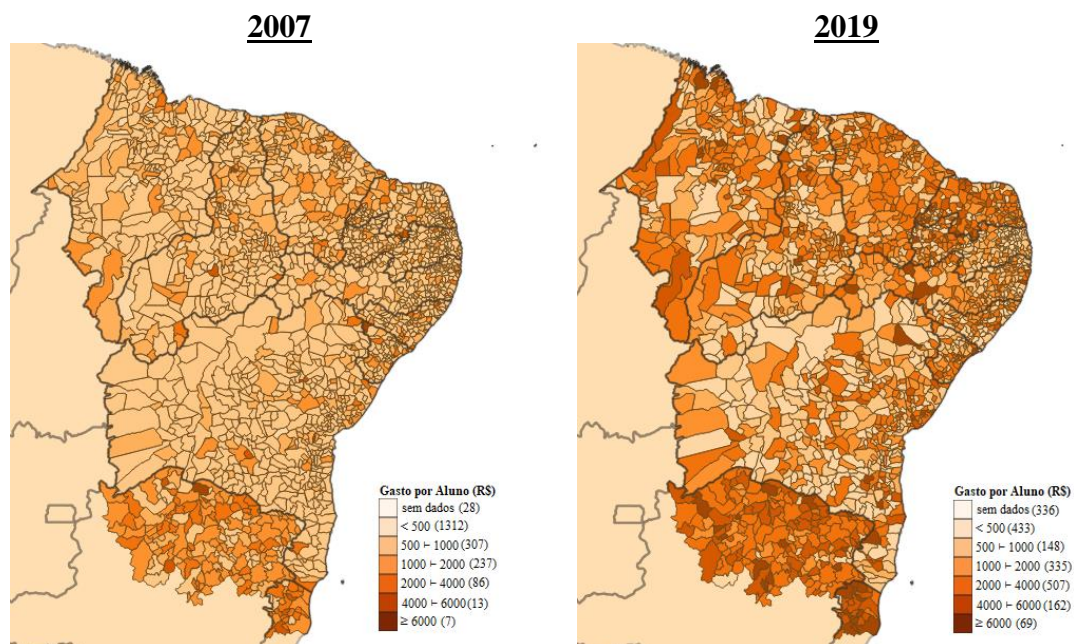 2007
2019
Gasto por Aluno (R$)
sem dados (28)
< 500 (1312)
500 ⊢ 1000 (307)
1000 ⊢ 2000 (237)
2000 ⊢ 4000 (86)
4000 ⊢ 6000 (13)
≥ 6000 (7)
Gasto por Aluno (R$)
sem dados (336)
< 500 (433)
500 ⊢ 1000 (148)
1000 ⊢ 2000 (335)
2000 ⊢ 4000 (507)
4000 ⊢ 6000 (162)
≥ 6000 (69)